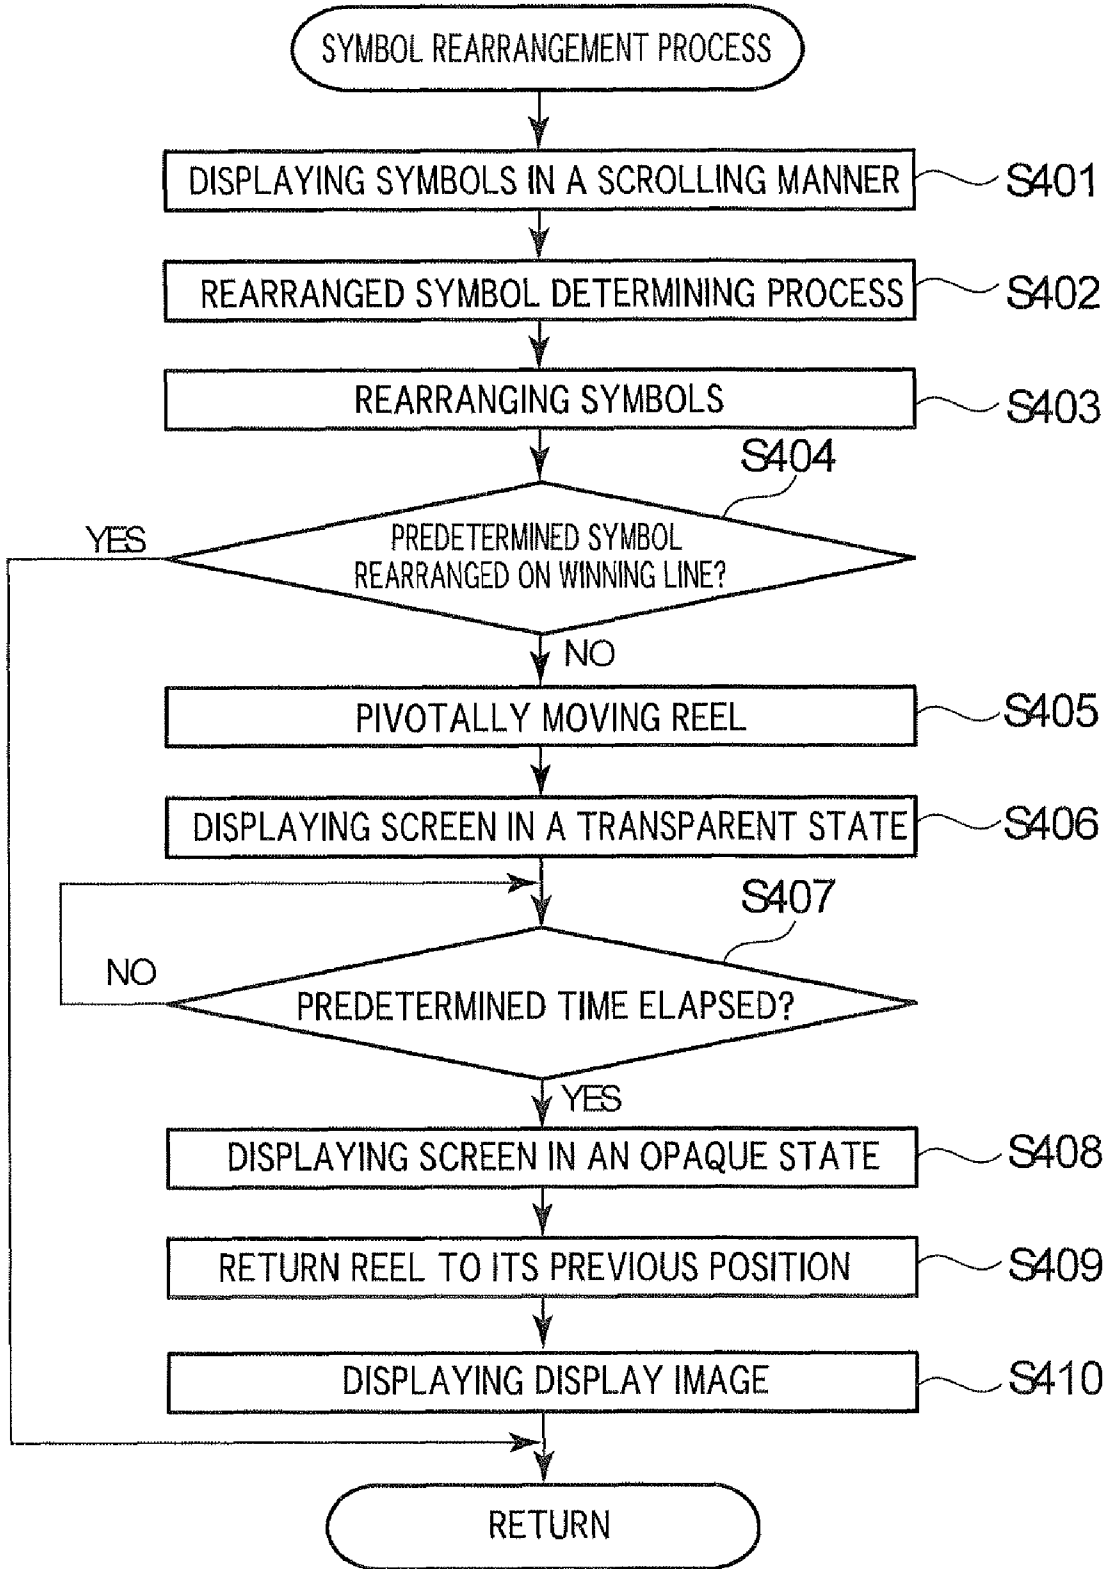 SYMBOL REARRANGEMENT PROCESS
DISPLAYING SYMBOLS IN A SCROLLING MANNER
S401
REARRANGED SYMBOL DETERMINING PROCESS
S402
REARRANGING SYMBOLS
S403
S404
YES
PREDETERMINED SYMBOL
REARRANGED ON WINNING LINE?
NO
PIVOTALLY MOVING REEL
S405
DISPLAYING SCREEN IN A TRANSPARENT STATE
S406
S407
NO
PREDETERMINED TIME ELAPSED?
YES
DISPLAYING SCREEN IN AN OPAQUE STATE
S408
RETURN REEL TO ITS PREVIOUS POSITION
S409
DISPLAYING DISPLAY IMAGE
S410
RETURN